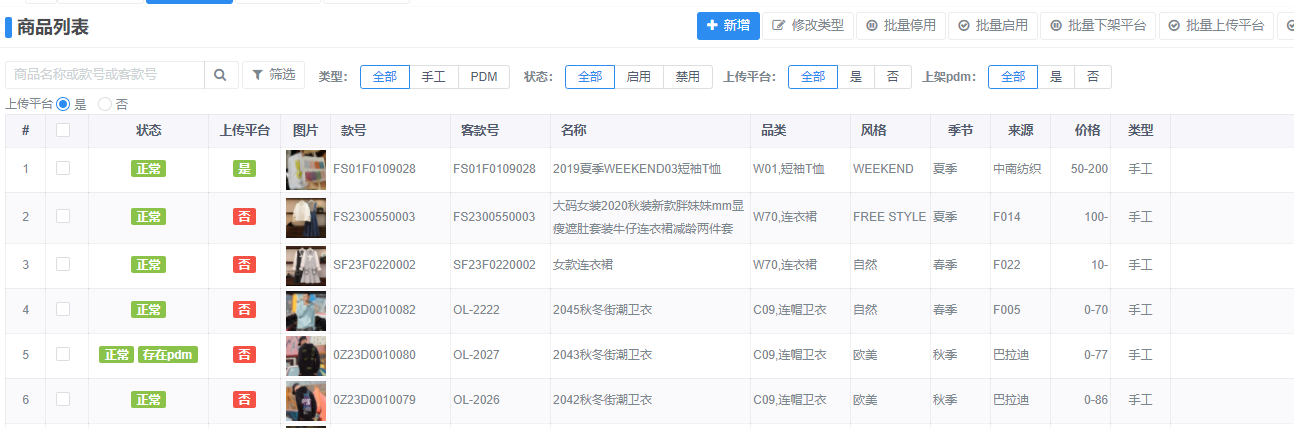 商品列表
新增 修改类型 批量停用 批量启用 批量下架平台 批量上传平台
商品名称或款号或客款号 筛选 类型: 全部 手工 PDM 状态: 全部 启用 禁用 上传平台: 全部 是 否 上架pdm: 全部 是 否
上传平台 是 否
# 状态 上传平台 图片 款号 客款号 名称 品类 风格 季节 来源 价格 类型
1 正常 是 FS01F0109028 FS01F0109028 2019夏季WEEKEND03短袖T恤 W01,短袖T恤 WEEKEND 夏季 中南纺织 50-200 手工
2 正常 否 FS2300550003 FS2300550003 大码女装2020秋装新款胖妹妹mm显 W70,连衣裙 FREE STYLE 夏季 F014 100- 手工
瘦遮肚套装牛仔连衣裙减龄两件套
3 正常 否 SF23F0220002 SF23F0220002 女款连衣裙 W70,连衣裙 自然 春季 F022 10- 手工
4 正常 否 0Z23D0010082 OL-2222 2045秋冬街潮卫衣 C09,连帽卫衣 自然 春季 F005 0-70 手工
5 正常 存在pdm 否 0Z23D0010080 OL-2027 2043秋冬街潮卫衣 C09,连帽卫衣 欧美 秋季 巴拉迪 0-77 手工
6 正常 否 0Z23D0010079 OL-2026 2042秋冬街潮卫衣 C09,连帽卫衣 欧美 秋季 巴拉迪 0-86 手工